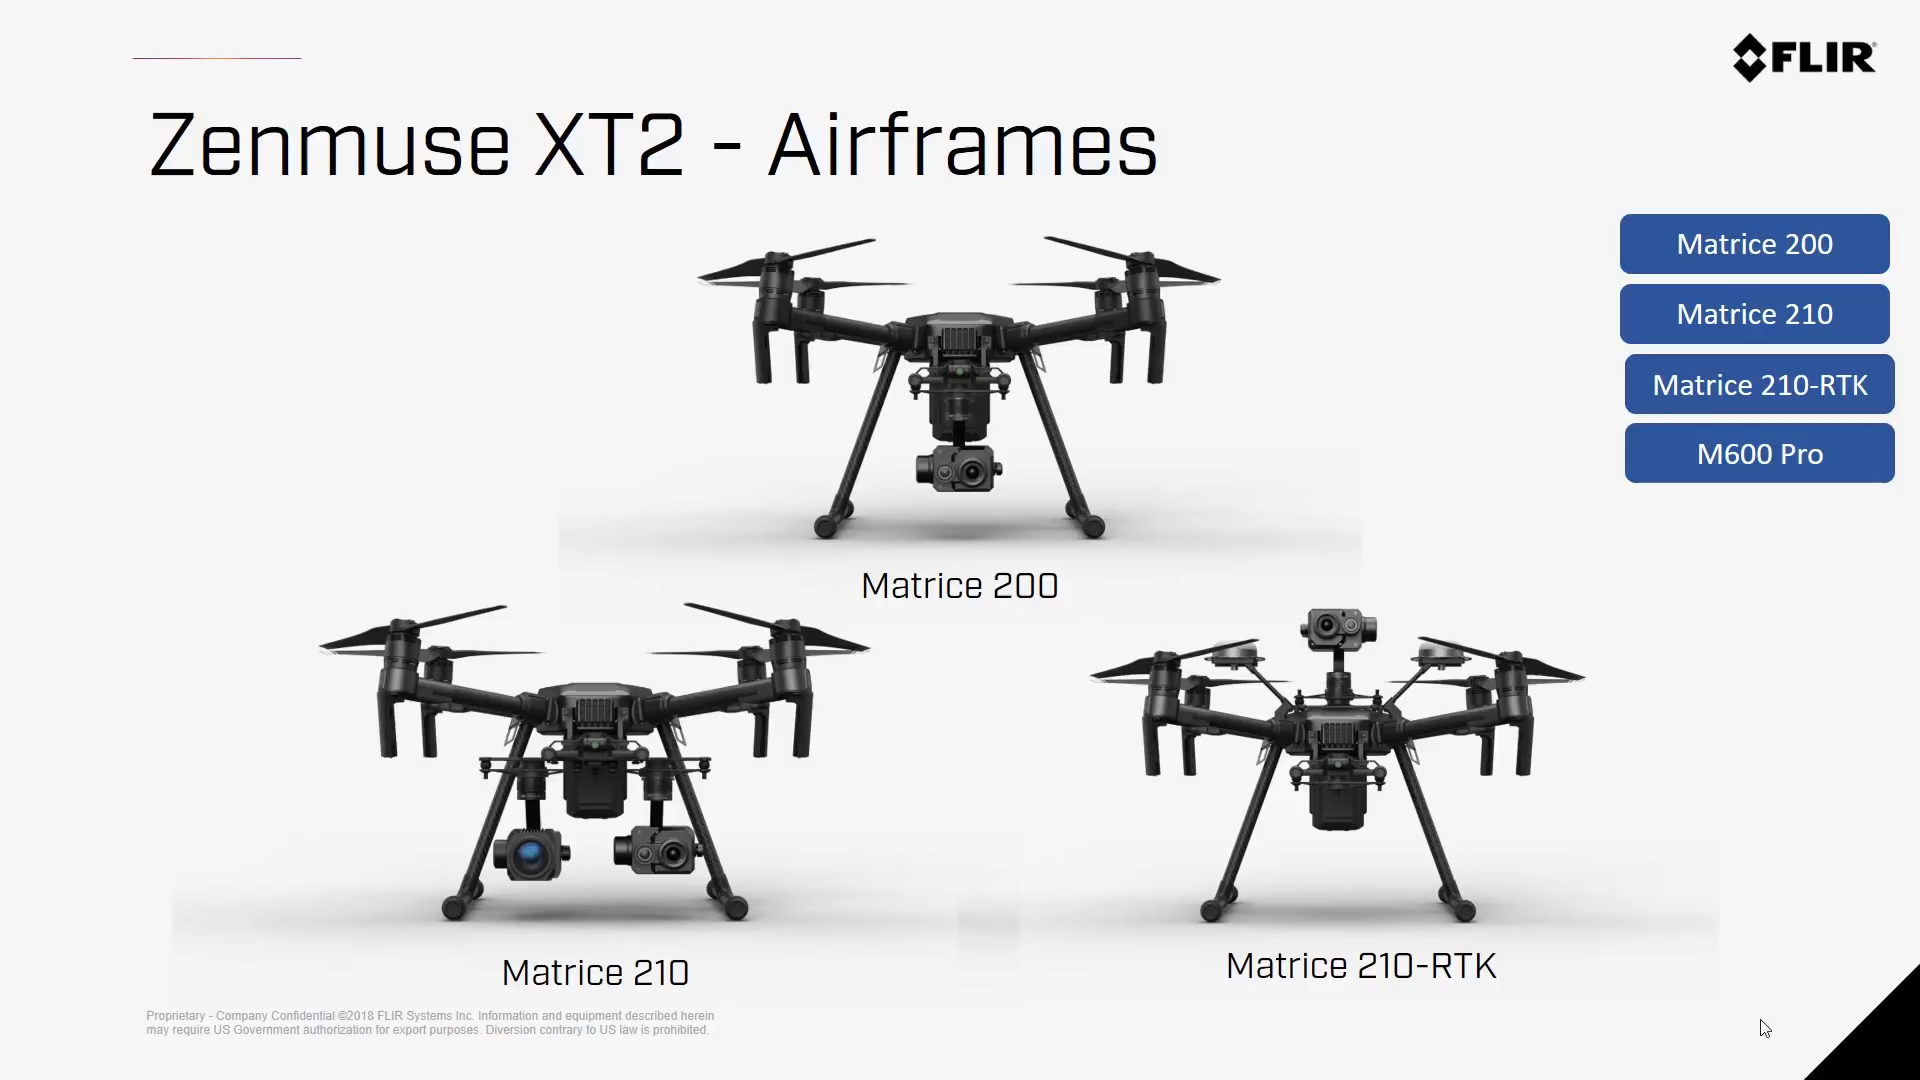 FLIR
Zenmuse XT2 - Airframes
Matrice 200
Matrice 210
Matrice 210-RTK
M600 Pro
Matrice 200
Matrice 210
Matrice 210-RTK
Proprietary - Company Confidential ©2018 FLIR Systems Inc. Information and equipment described herein
may require US Government authorization for export purposes. Diversion contrary to US law is prohibited.